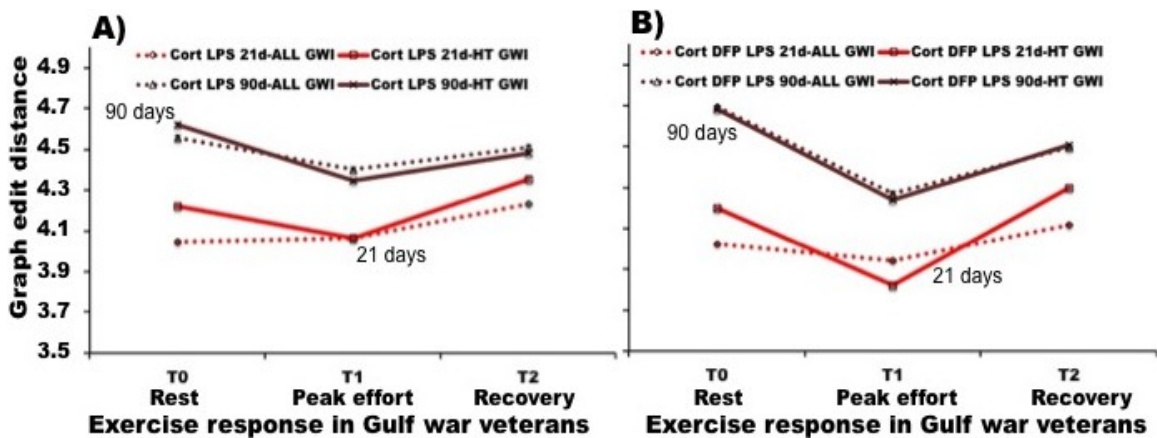 A)
Cort LPS 21d-ALL GWI Cort LPS 21d-HT GWI
Cort LPS 90d-ALL GWI Cort LPS 90d-HT GWI
Graph edit distance
4.9
4.7
4.5
4.3
4.1
3.9
3.7
3.5
90 days
21 days
T0 T1 T2
Rest Peak effort Recovery
Exercise response in Gulf war veterans
B)
Cort DFP LPS 21d-ALL GWI Cort DFP LPS 21d-HT GWI
Cort DFP LPS 90d-ALL GWI Cort DFP LPS 90d-HT GWI
90 days
21 days
T0 T1 T2
Rest Peak effort Recovery
Exercise response in Gulf war veterans